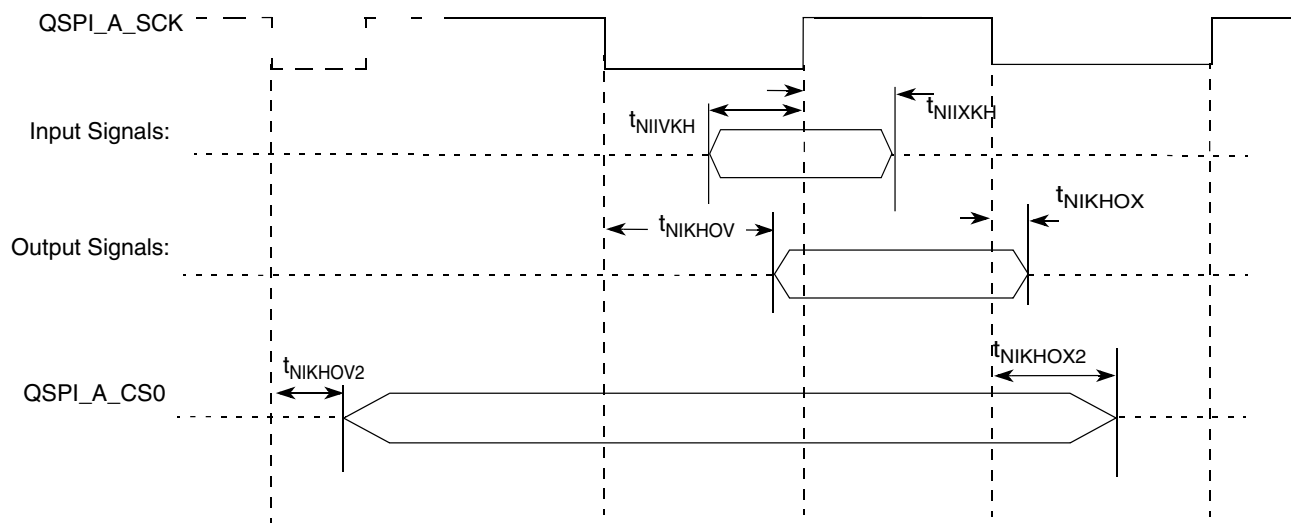 QSPI_A_SCK
tNIIVKH
tNIIXKH
Input Signals:
tNIKHOX
tNIKHOV
Output Signals:
tNIKHOV2
tNIKHOX2
QSPI_A_CS0